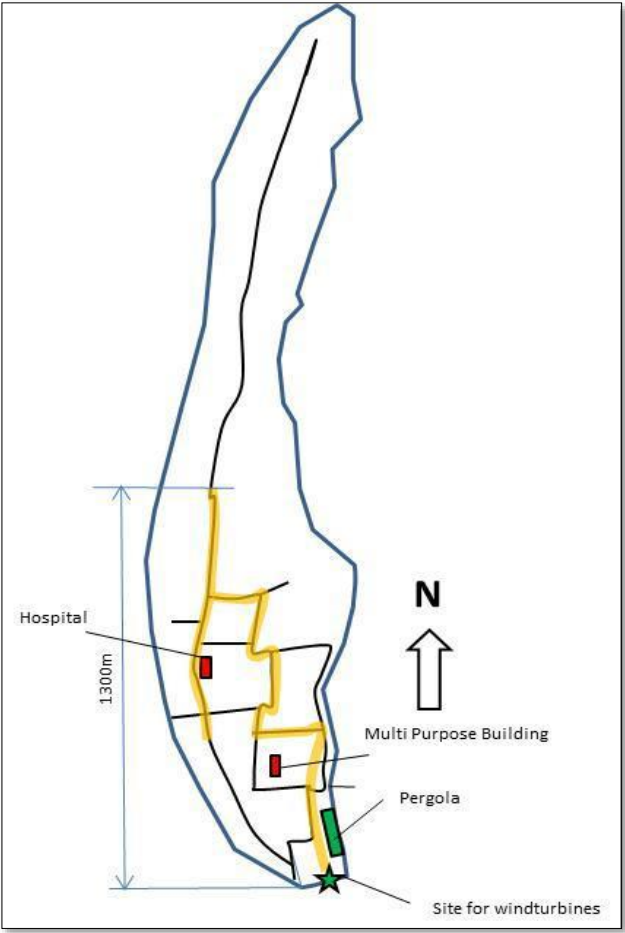 N
Hospital
1300m
Multi Purpose Building
Pergola
Site for windturbines